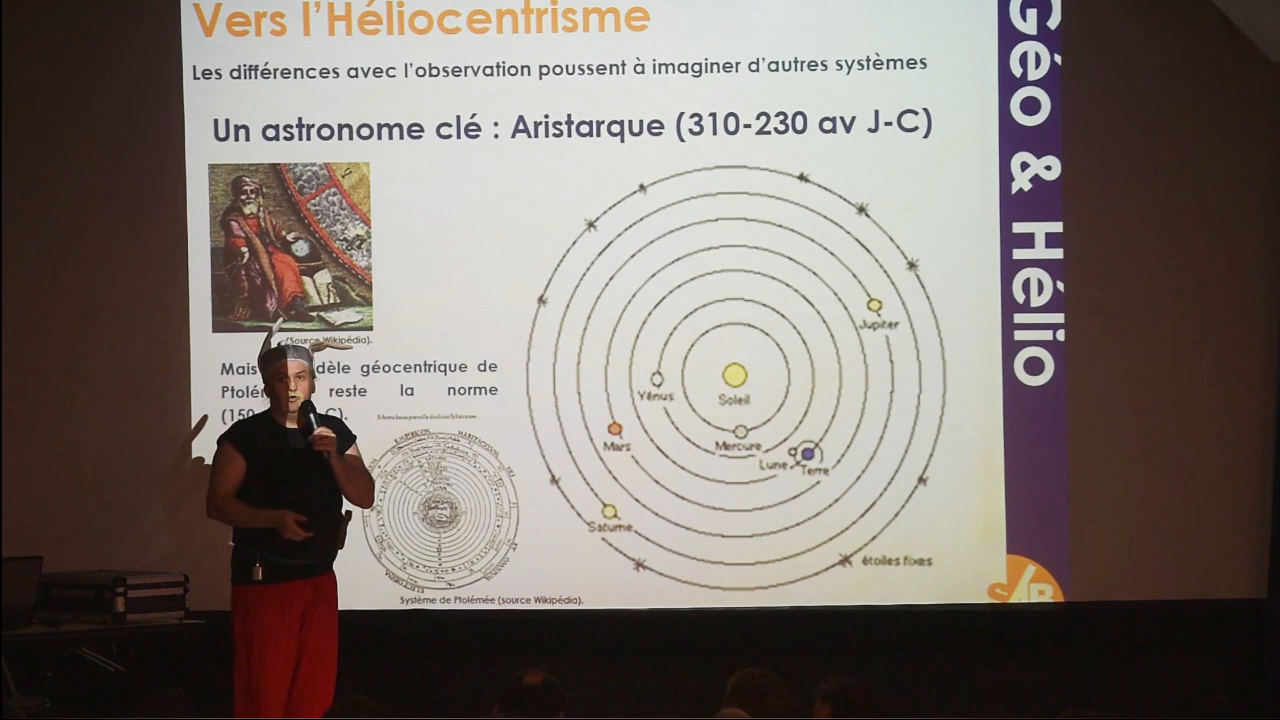 Vers l'Héliocentrisme
Les différences avec l'observation poussent à imaginer d'autres systèmes
Un astronome clé : Aristarque (310-230 av J-C)
(Source Wikipédia).
Mais dèle géocentrique de
Ptolém reste la norme
(150 C).
Jupiter
Vénus
Soleil
Mars
Mercure
Lune
Terre
Saturne
étoiles fixes
Système de Ptolémée (source Wikipédia).
Géo & Hélio